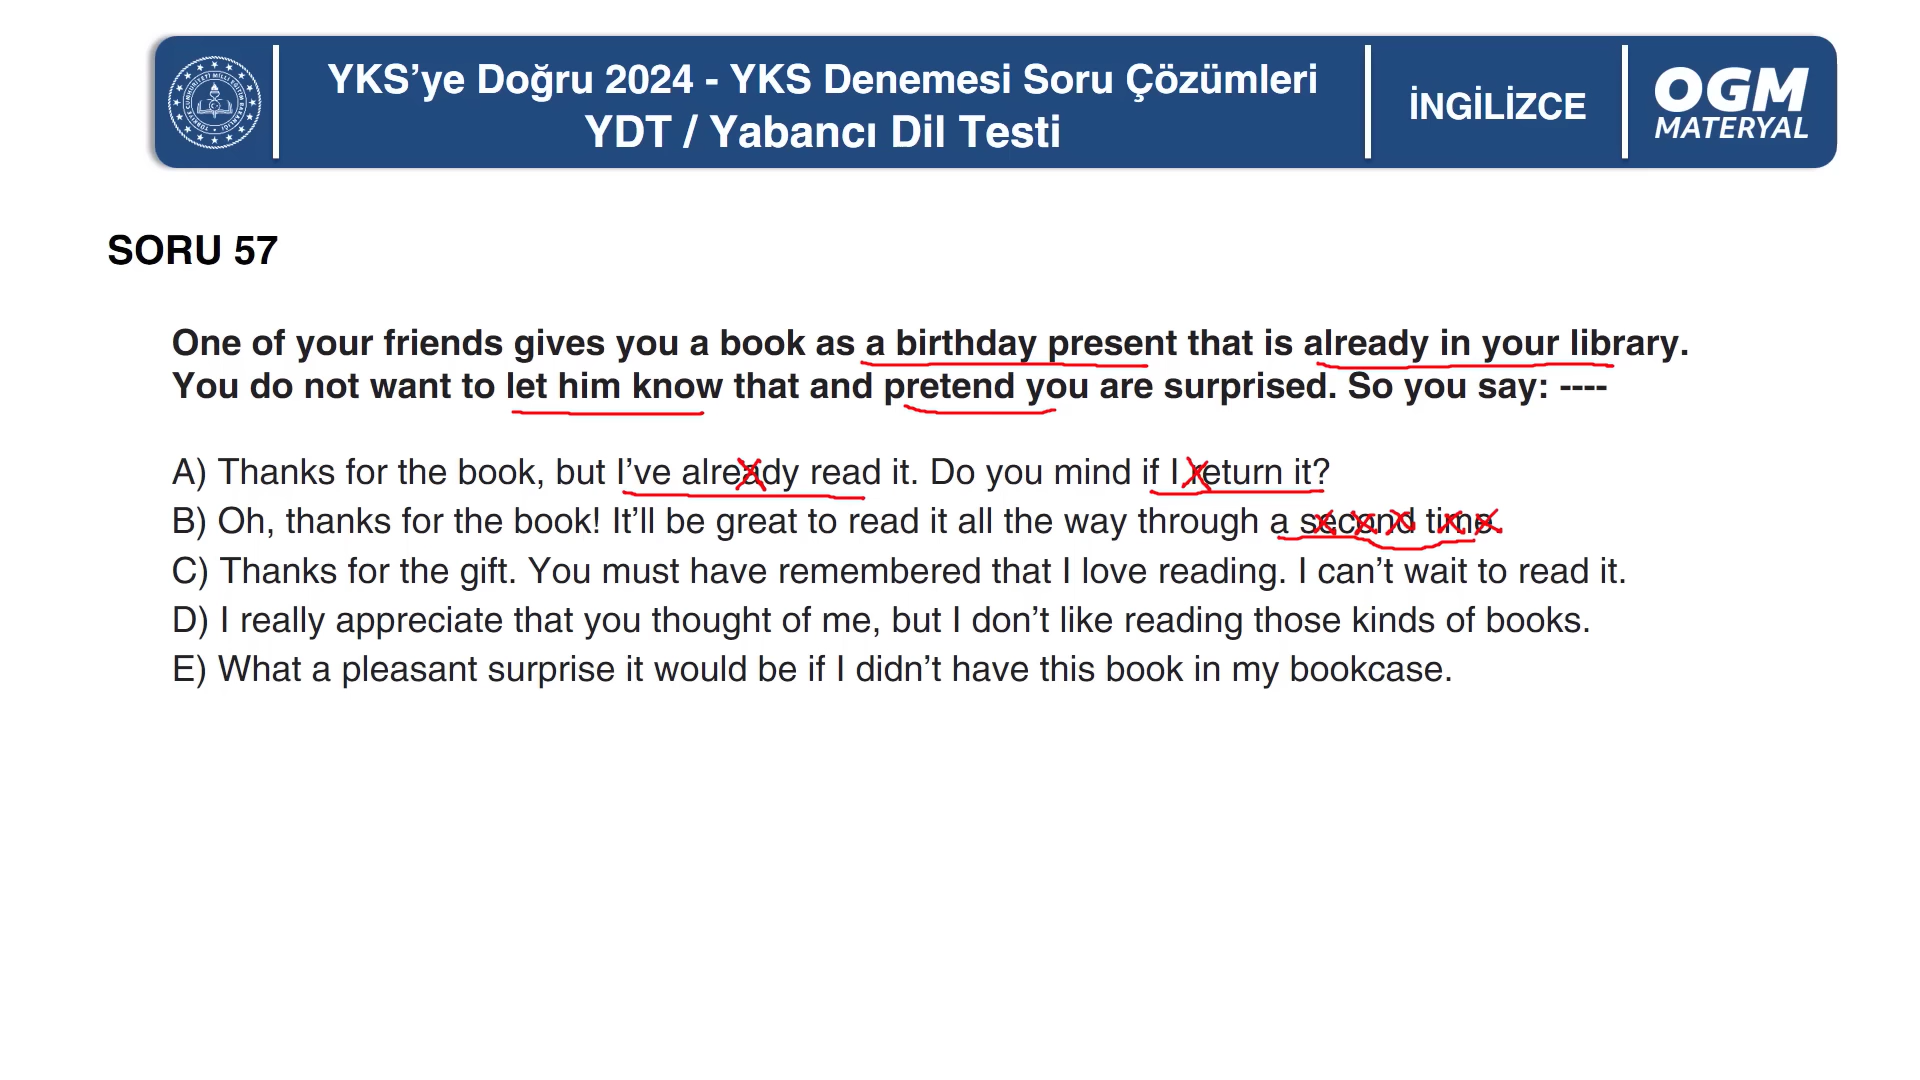 YKS’ye Doğru 2024 - YKS Denemesi Soru Çözümleri
YDT / Yabancı Dil Testi
İNGİLİZCE
OGM
MATERYAL
SORU 57
One of your friends gives you a book as a birthday present that is already in your library.
You do not want to let him know that and pretend you are surprised. So you say: ----
A) Thanks for the book, but I’ve already read it. Do you mind if I return it?
B) Oh, thanks for the book! It’ll be great to read it all the way through a second time.
C) Thanks for the gift. You must have remembered that I love reading. I can’t wait to read it.
D) I really appreciate that you thought of me, but I don’t like reading those kinds of books.
E) What a pleasant surprise it would be if I didn’t have this book in my bookcase.